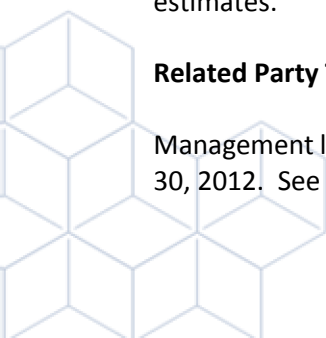 estimates.
Related Party
Management
30, 2012. See